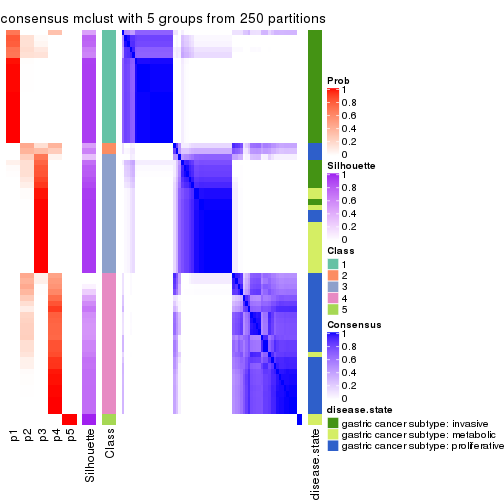 consensus mclust with 5 groups from 250 partitions
Prob
1
0.8
0.6
0.4
0.2
0
Silhouette
1
0.8
0.6
0.4
0.2
0
Class
1
2
3
4
5
Consensus
1
0.8
0.6
0.4
0.2
0
disease.state
gastric cancer subtype: invasive
gastric cancer subtype: metabolic
gastric cancer subtype: proliferative
p1
p2
p3
p4
p5
Silhouette
Class
disease.state